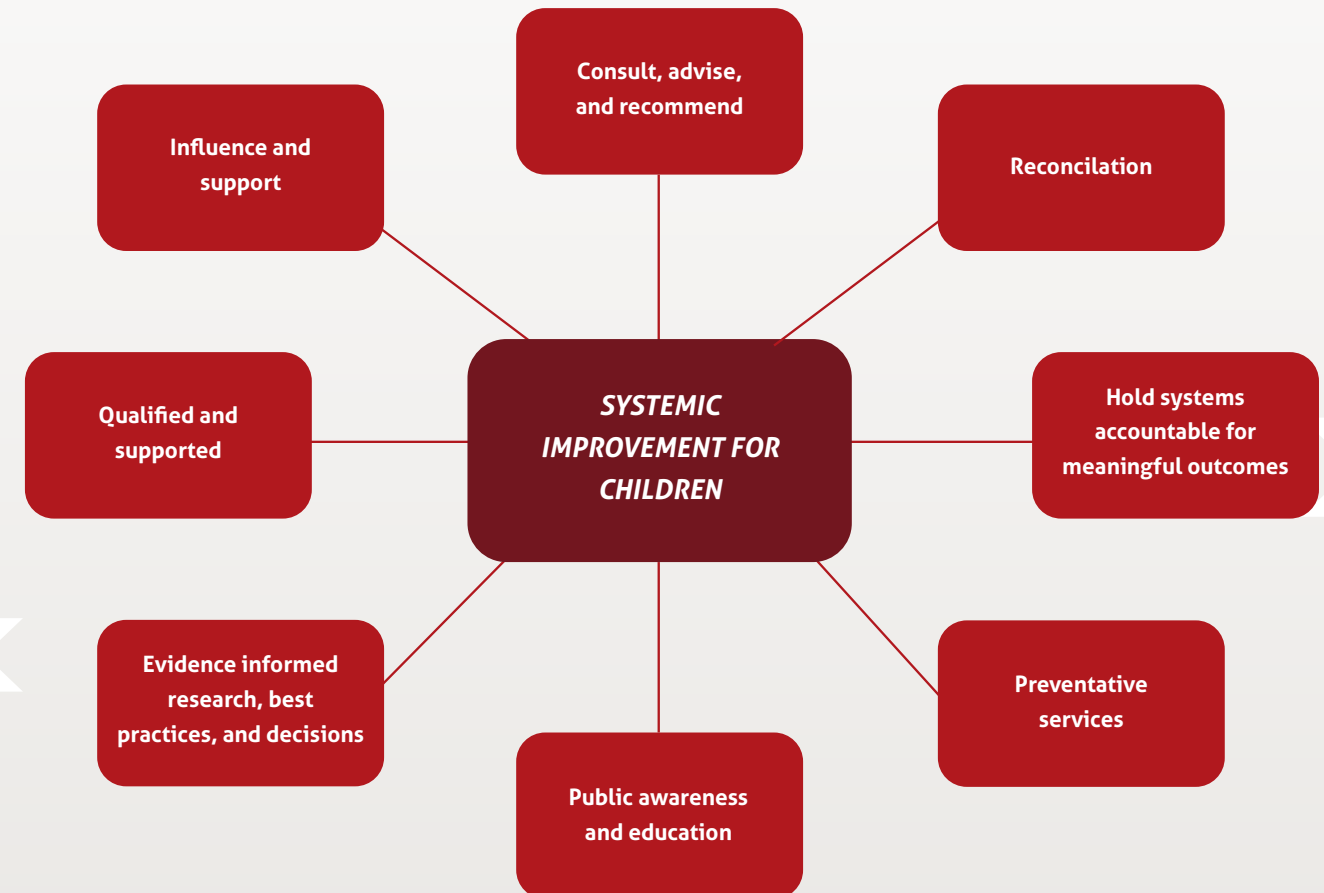 Consult, advise,
and recommend
Influence and
support
Reconcilation
SYSTEMIC
IMPROVEMENT FOR
CHILDREN
Qualified and
supported
Hold systems
accountable for
meaningful outcomes
Evidence informed
research, best
practices, and decisions
Preventative
services
Public awareness
and education